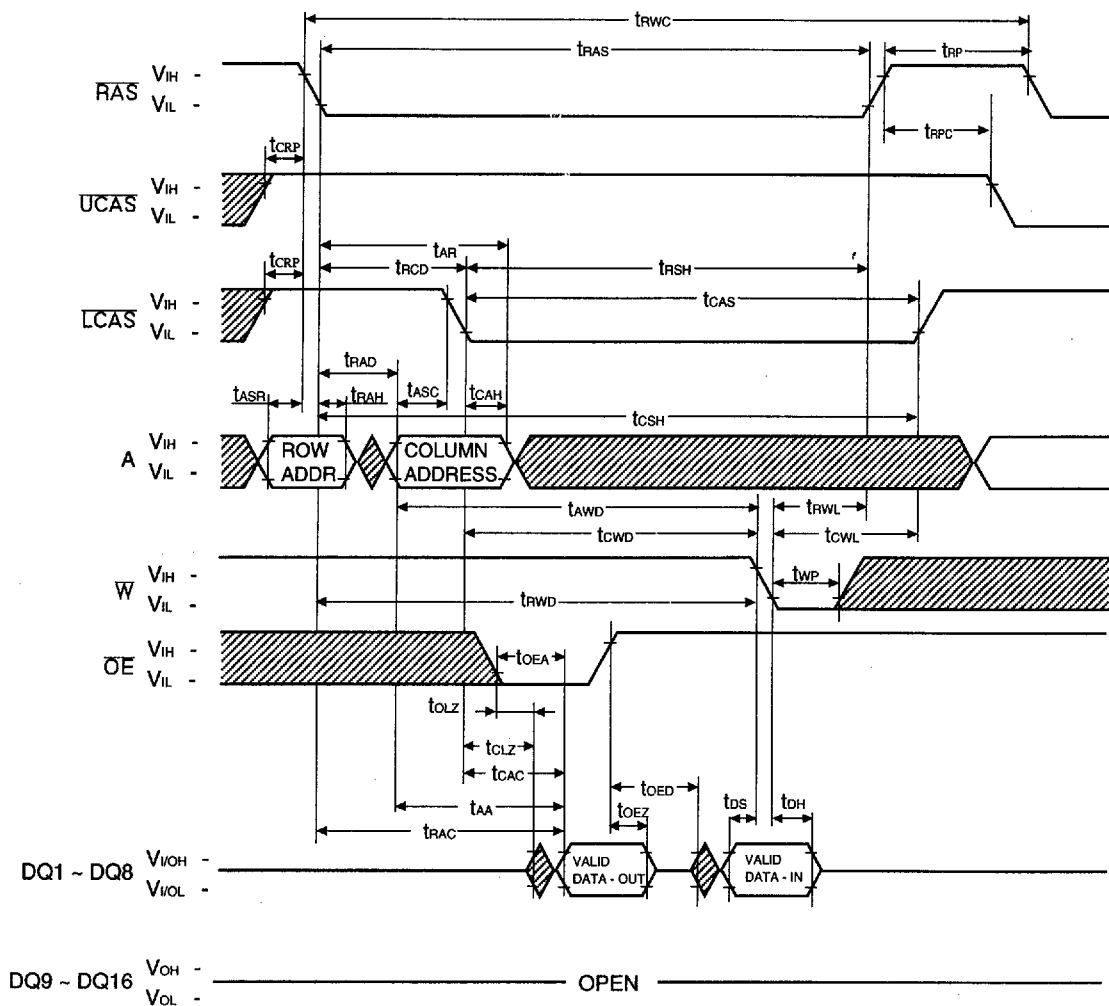 tRWC
tRAS
tRP
RAS VIH -
VIL -
tRPC
tCRP
UCAS VIH -
VIL -
tAR
tCRP
tRCD
tRSH
LCAS VIH -
VIL -
tCAS
tRAD
tASR
tRAH
tASC
tCAH
tCSH
A VIH -
VIL -
ROW
ADDR
COLUMN
ADDRESS
tAWD
tRWL
tCWD
tCWL
W VIH -
VIL -
tWP
tRWD
OE VIH -
VIL -
tOEA
tOLZ
tCLZ
tCAC
tOED
tAA
tOEZ
tDS
tDH
tRAC
DQ1 ~ DQ8 VI/OH -
VI/OL -
VALID
DATA - OUT
VALID
DATA - IN
DQ9 ~ DQ16 VOH -
VOL -
OPEN